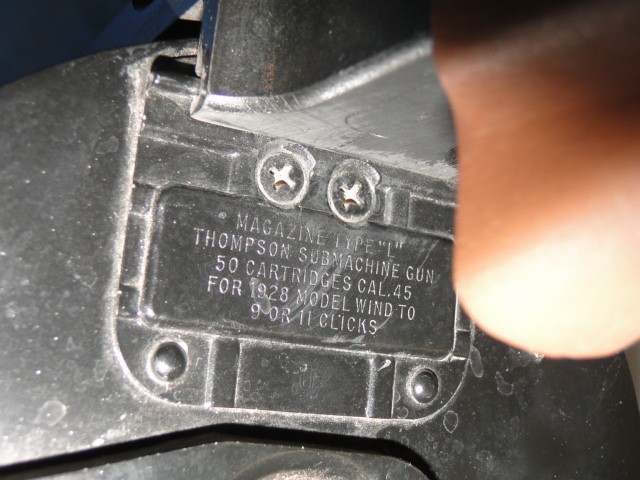 MAGAZINE TYPE "L"
THOMPSON SUBMACHINE GUN
50 CARTRIDGES CAL.45
FOR 1928 MODEL WIND TO
9 OR 11 CLICKS